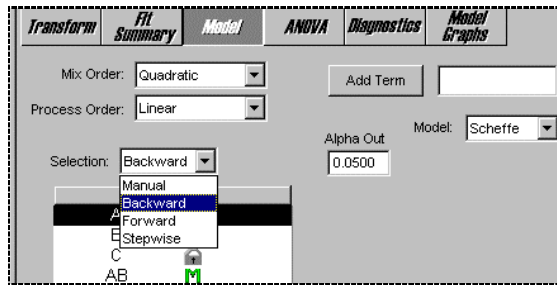 Transform Fit Summary Model ANOVA Diagnostics Model Graphs
Mix Order: Quadratic
Add Term
Process Order: Linear
Alpha Out
Model: Scheffe
0.0500
Selection: Backward
Manual
Backward
Forward
Stepwise
A
C
AB M